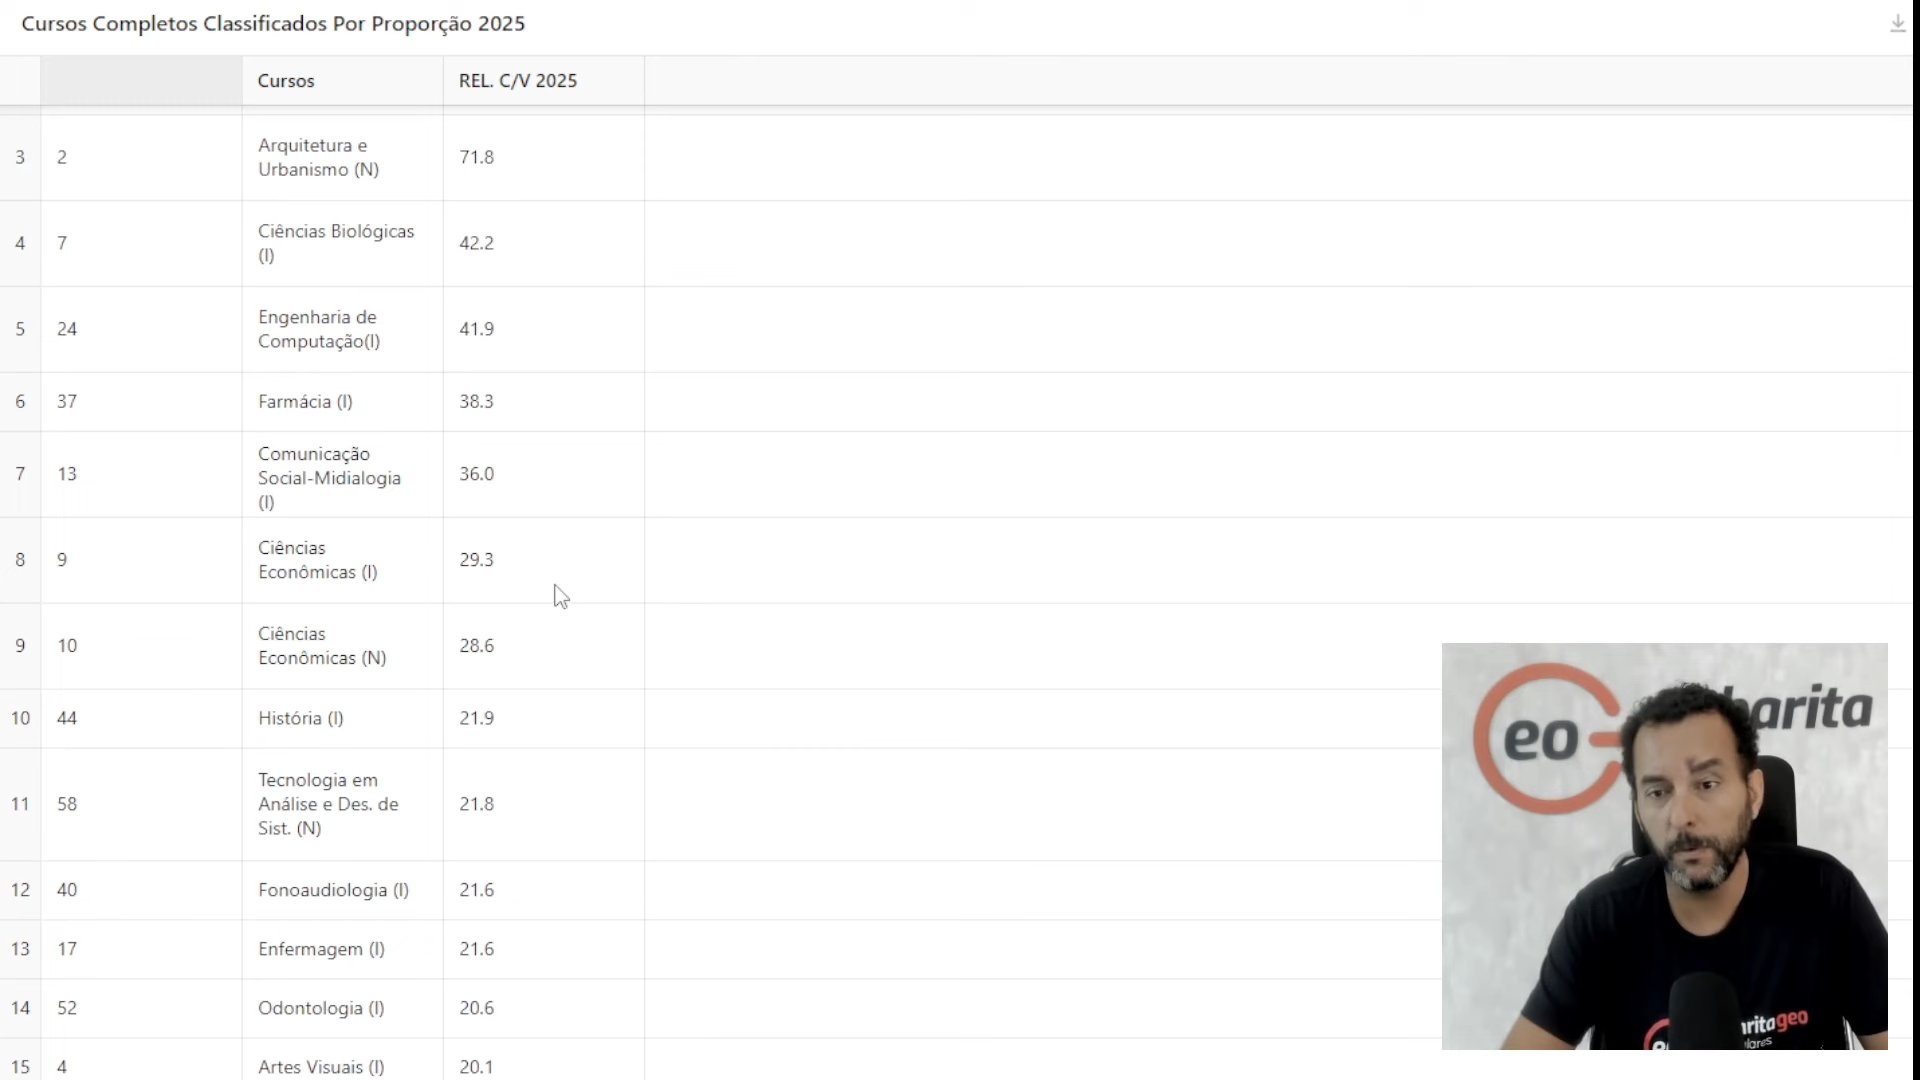 Cursos Completos Classificados Por Proporção 2025
Cursos REL. C/V 2025
3 2 Arquitetura e
Urbanismo (N) 71.8
4 7 Ciências Biológicas
(I) 42.2
5 24 Engenharia de
Computação(I) 41.9
6 37 Farmácia (I) 38.3
7 13 Comunicação
Social-Midialogia
(I) 36.0
8 9 Ciências
Econômicas (I) 29.3
9 10 Ciências
Econômicas (N) 28.6
10 44 História (I) 21.9
11 58 Tecnologia em
Análise e Des. de
Sist. (N) 21.8
12 40 Fonoaudiologia (I) 21.6
13 17 Enfermagem (I) 21.6
14 52 Odontologia (I) 20.6
15 4 Artes Visuais (I) 20.1
eo barita
ritageo